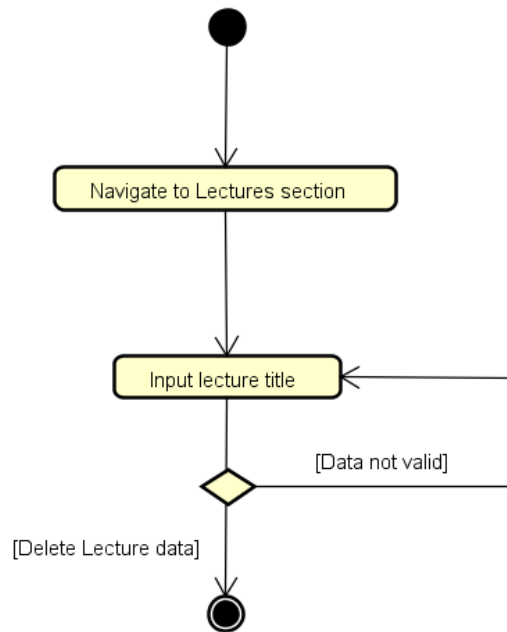 Navigate to Lectures section
Input lecture title
[Data not valid]
[Delete Lecture data]